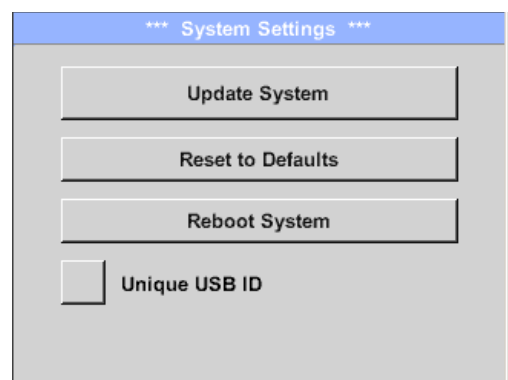 *** System Settings ***
Update System
Reset to Defaults
Reboot System
Unique USB ID